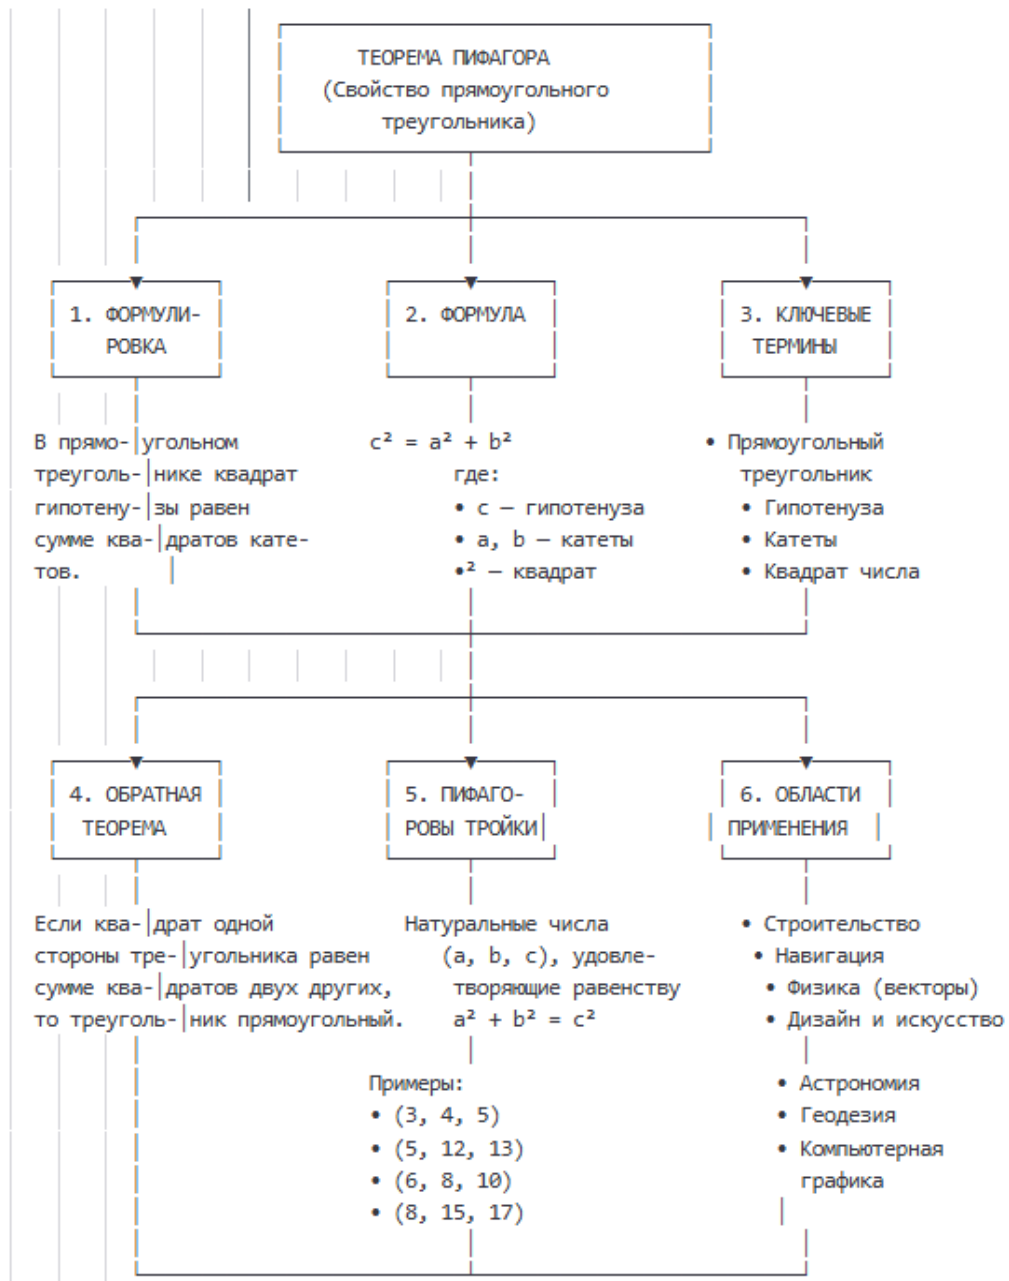 ТЕОРЕМА ПИФАГОРА
(Свойство прямоугольного
треугольника)
1. ФОРМУЛИ-
РОВКА
В прямо-угольном
треуголь-нике квадрат
гипотену-зы равен
сумме ква-дратов кате-
тов.
2. ФОРМУЛА
c² = a² + b²
где:
• c — гипотенуза
• a, b — катеты
•² — квадрат
3. КЛЮЧЕВЫЕ
ТЕРМИНЫ
• Прямоугольный
треугольник
• Гипотенуза
• Катеты
• Квадрат числа
4. ОБРАТНАЯ
ТЕОРЕМА
Если ква-драт одной
стороны тре-угольника равен
сумме ква-дратов двух других,
то треуголь-ник прямоугольный.
5. ПИФАГО-
РОВЫ ТРОЙКИ
Натуральные числа
(a, b, c), удовле-
творяющие равенству
a² + b² = c²
Примеры:
• (3, 4, 5)
• (5, 12, 13)
• (6, 8, 10)
• (8, 15, 17)
6. ОБЛАСТИ
ПРИМЕНЕНИЯ
• Строительство
• Навигация
• Физика (векторы)
• Дизайн и искусство
• Астрономия
• Геодезия
• Компьютерная
графика